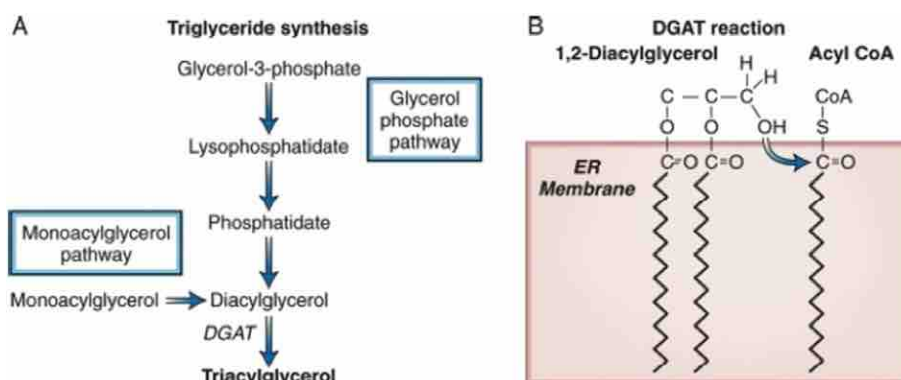 A
Triglyceride synthesis
Glycerol-3-phosphate
Glycerol
phosphate
pathway
Lysophosphatidate
Phosphatidate
Monoacylglycerol
pathway
Monoacylglycerol
Diacylglycerol
DGAT
Triacylglycerol
B
DGAT reaction
1,2-Diacylglycerol
Acyl CoA
H
H
C - C - C
CoA
O
O
OH
S
C=O
C=O
C=O
ER
Membrane